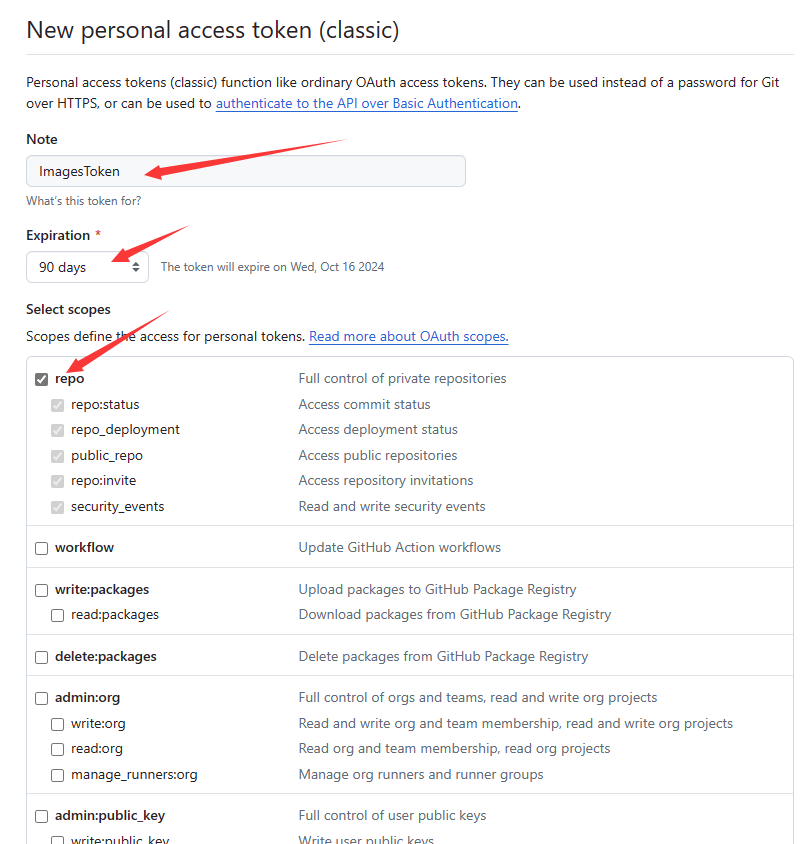 New personal access token (classic)
Personal access tokens (classic) function like ordinary OAuth access tokens. They can be used instead of a password for Git
over HTTPS, or can be used to authenticate to the API over Basic Authentication.
Note
ImagesToken
What's this token for?
Expiration *
90 days The token will expire on Wed, Oct 16 2024
Select scopes
Scopes define the access for personal tokens. Read more about OAuth scopes.
repo Full control of private repositories
repo:status Access commit status
repo_deployment Access deployment status
public_repo Access public repositories
repo:invite Access repository invitations
security_events Read and write security events
workflow Update GitHub Action workflows
write:packages Upload packages to GitHub Package Registry
read:packages Download packages from GitHub Package Registry
delete:packages Delete packages from GitHub Package Registry
admin:org Full control of orgs and teams, read and write org projects
write:org Read and write org and team membership, read and write org projects
read:org Read org and team membership, read org projects
manage_runners:org Manage org runners and runner groups
admin:public_key Full control of user public keys
write:public_key Write user public keys